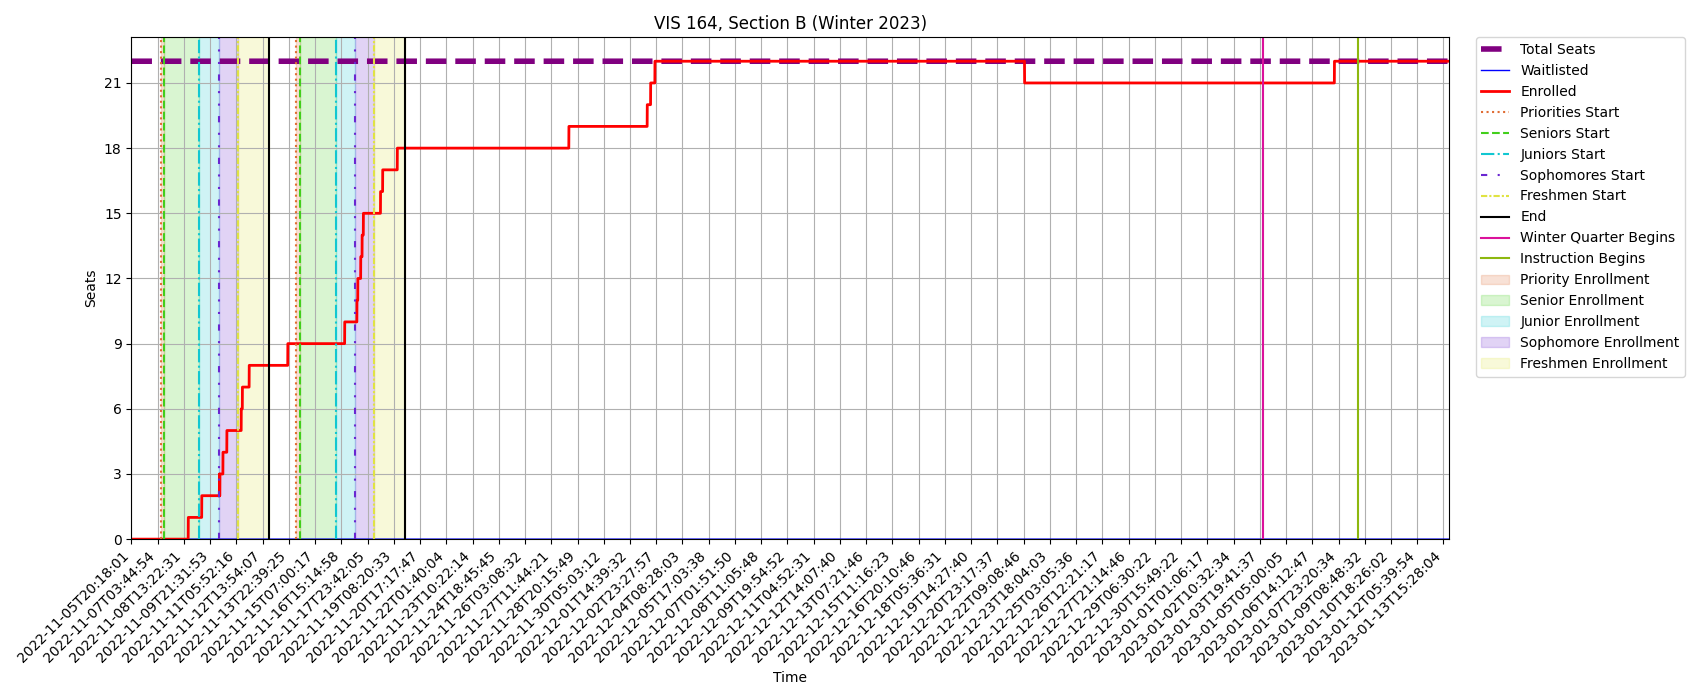 VIS 164, Section B (Winter 2023)
Seats
21
18
15
12
9
6
3
0
2022-11-05T20:18:01
2022-11-07T03:44:54
2022-11-08T13:22:31
2022-11-09T21:31:53
2022-11-11T05:52:16
2022-11-12T13:54:07
2022-11-13T22:39:25
2022-11-15T07:00:17
2022-11-16T15:14:58
2022-11-17T23:42:05
2022-11-19T08:20:33
2022-11-20T17:17:47
2022-11-22T01:40:04
2022-11-23T10:22:14
2022-11-24T18:45:45
2022-11-26T03:08:32
2022-11-27T11:44:21
2022-11-28T20:15:49
2022-11-30T05:03:12
2022-12-01T14:39:32
2022-12-02T23:27:57
2022-12-04T08:28:03
2022-12-05T17:03:38
2022-12-07T01:51:50
2022-12-08T11:05:48
2022-12-09T19:54:52
2022-12-11T04:52:31
2022-12-12T14:07:40
2022-12-13T07:21:46
2022-12-15T11:16:23
2022-12-16T20:10:46
2022-12-18T05:36:31
2022-12-19T14:27:40
2022-12-20T23:17:37
2022-12-22T09:08:46
2022-12-23T18:04:03
2022-12-25T03:05:36
2022-12-26T12:21:17
2022-12-27T21:14:46
2022-12-29T06:30:22
2022-12-30T15:49:22
2023-01-01T01:06:17
2023-01-02T10:32:34
2023-01-03T19:41:37
2023-01-05T05:00:05
2023-01-06T14:12:47
2023-01-07T23:20:34
2023-01-09T08:48:32
2023-01-10T18:26:02
2023-01-12T05:39:54
2023-01-13T15:28:04
Time
Total Seats
Waitlisted
Enrolled
Priorities Start
Seniors Start
Juniors Start
Sophomores Start
Freshmen Start
End
Winter Quarter Begins
Instruction Begins
Priority Enrollment
Senior Enrollment
Junior Enrollment
Sophomore Enrollment
Freshmen Enrollment